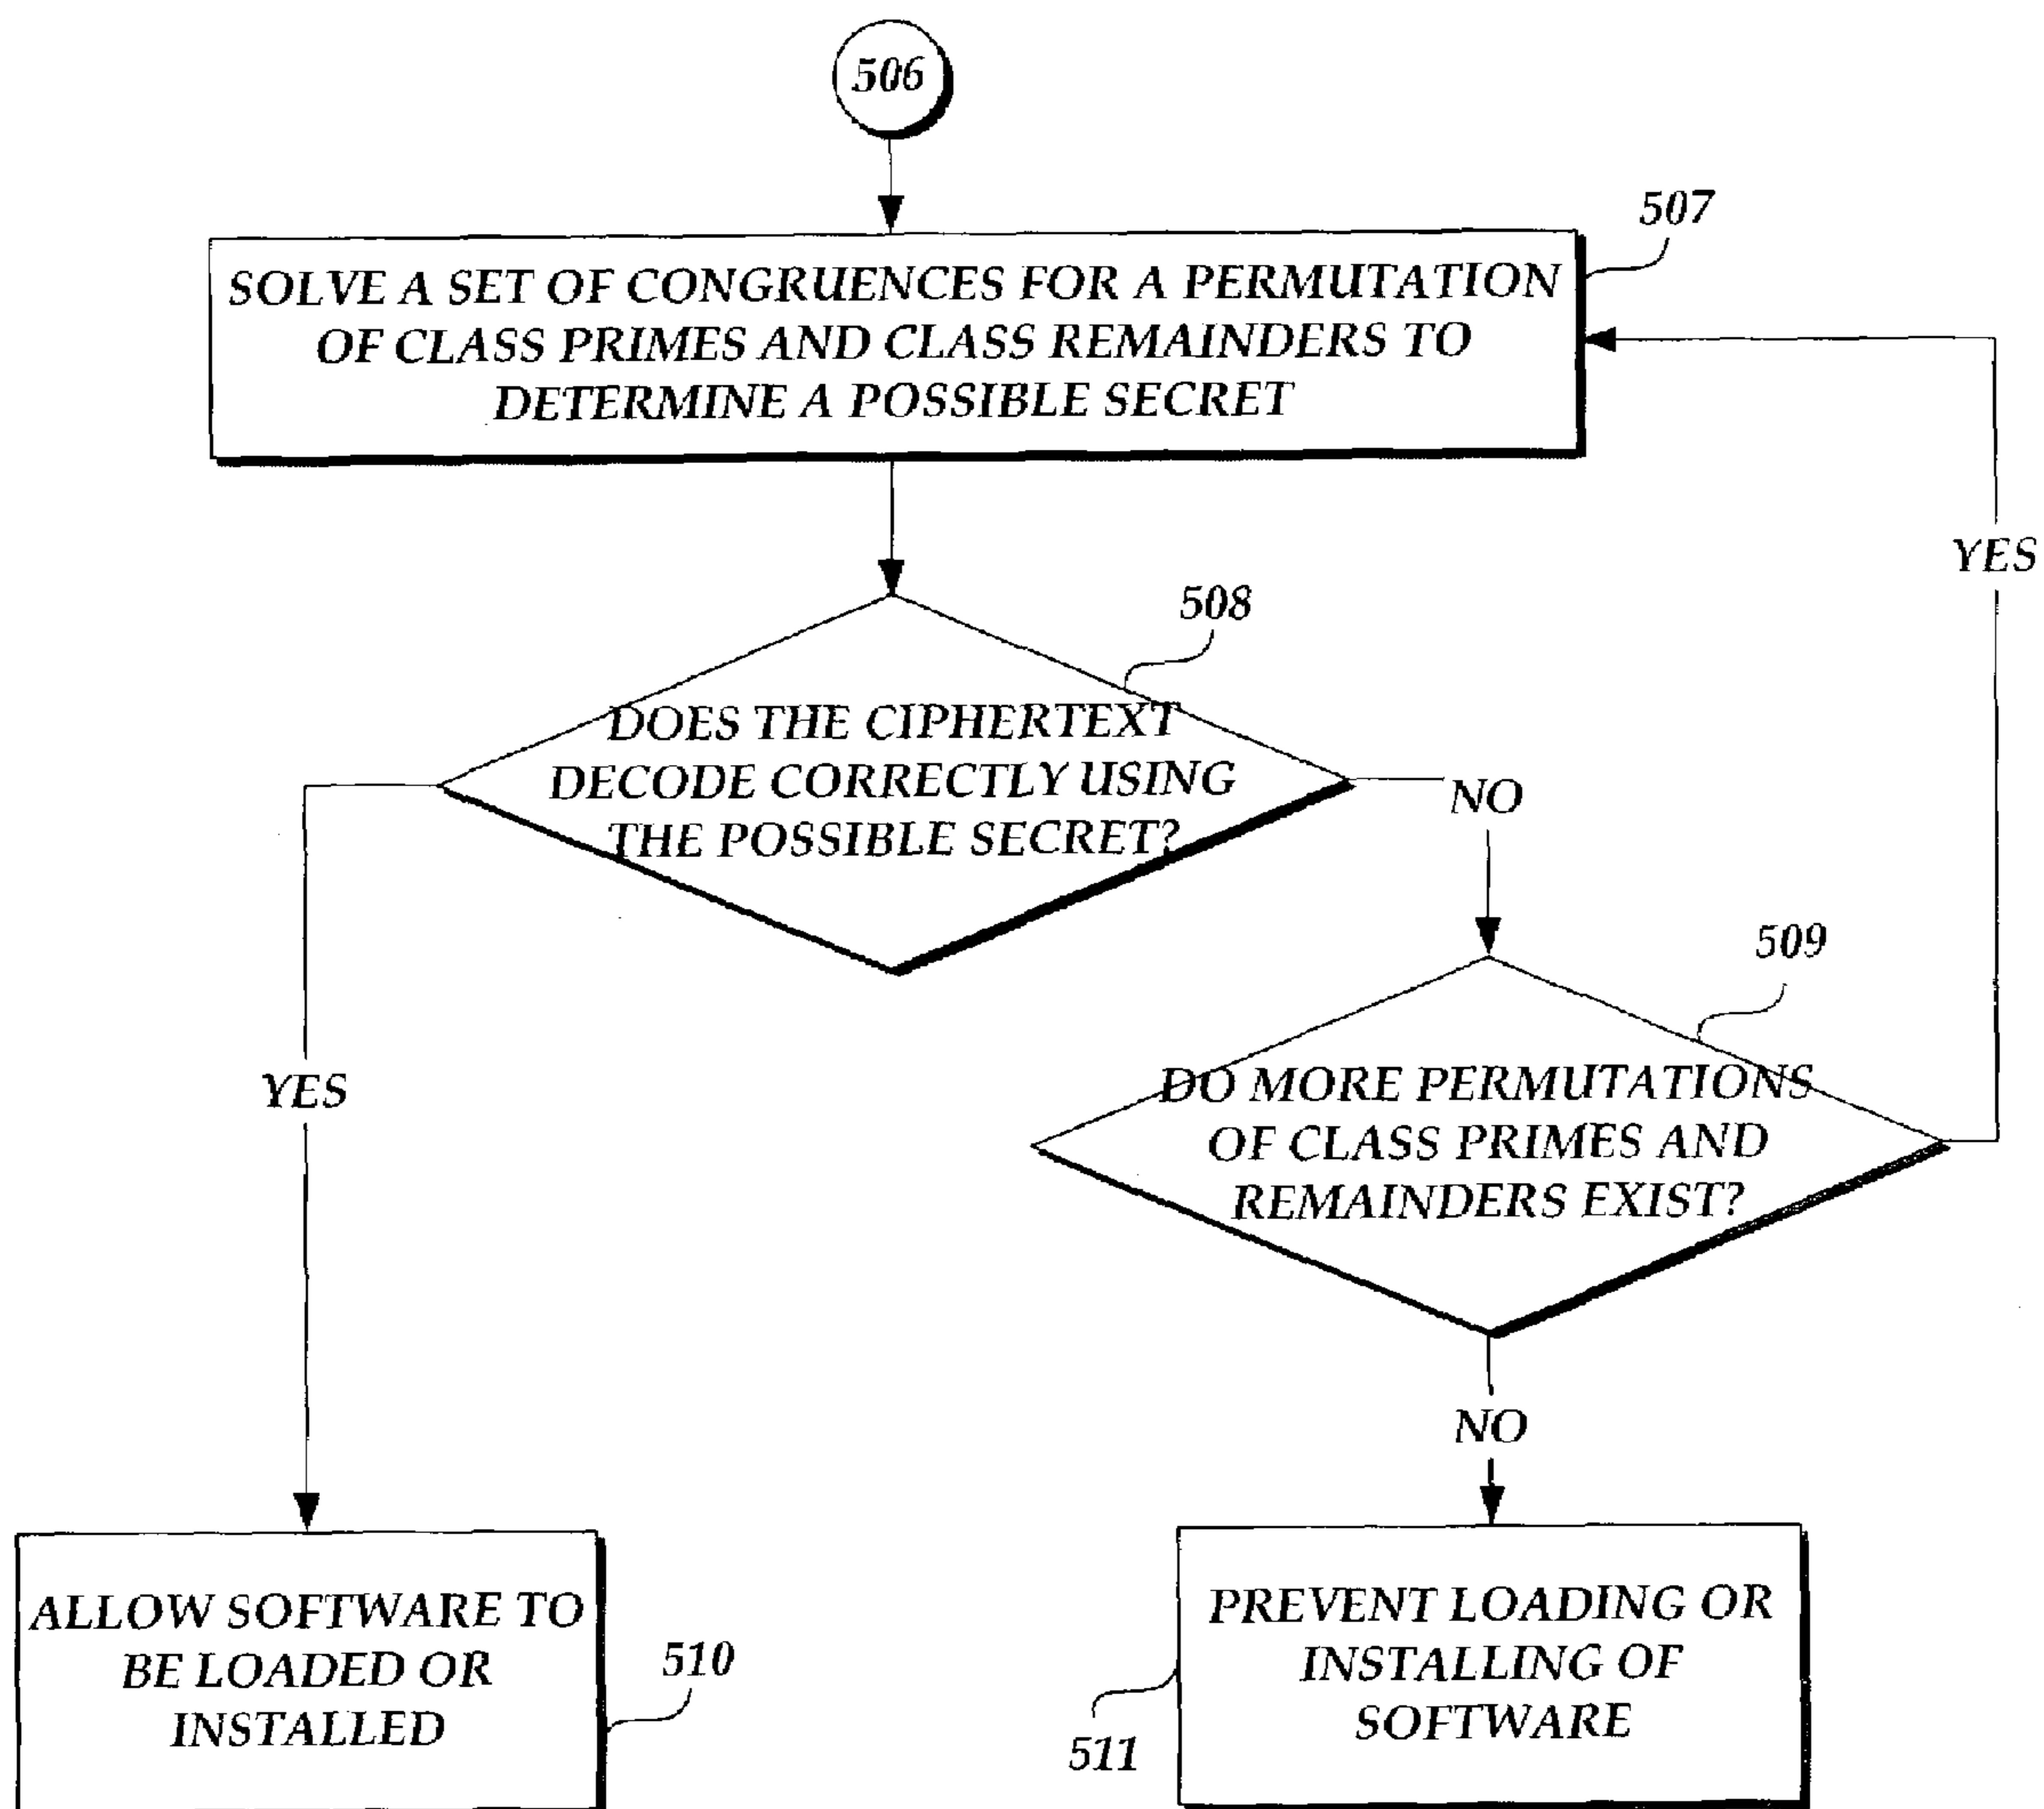 506
507
SOLVE A SET OF CONGRUENCES FOR A PERMUTATION
OF CLASS PRIMES AND CLASS REMAINDERS TO
DETERMINE A POSSIBLE SECRET
YES
508
DOES THE CIPHERTEXT
DECODE CORRECTLY USING
THE POSSIBLE SECRET?
NO
509
DO MORE PERMUTATIONS
OF CLASS PRIMES AND
REMAINDERS EXIST?
YES
NO
ALLOW SOFTWARE TO
BE LOADED OR
INSTALLED
510
PREVENT LOADING OR
INSTALLING OF
SOFTWARE
511